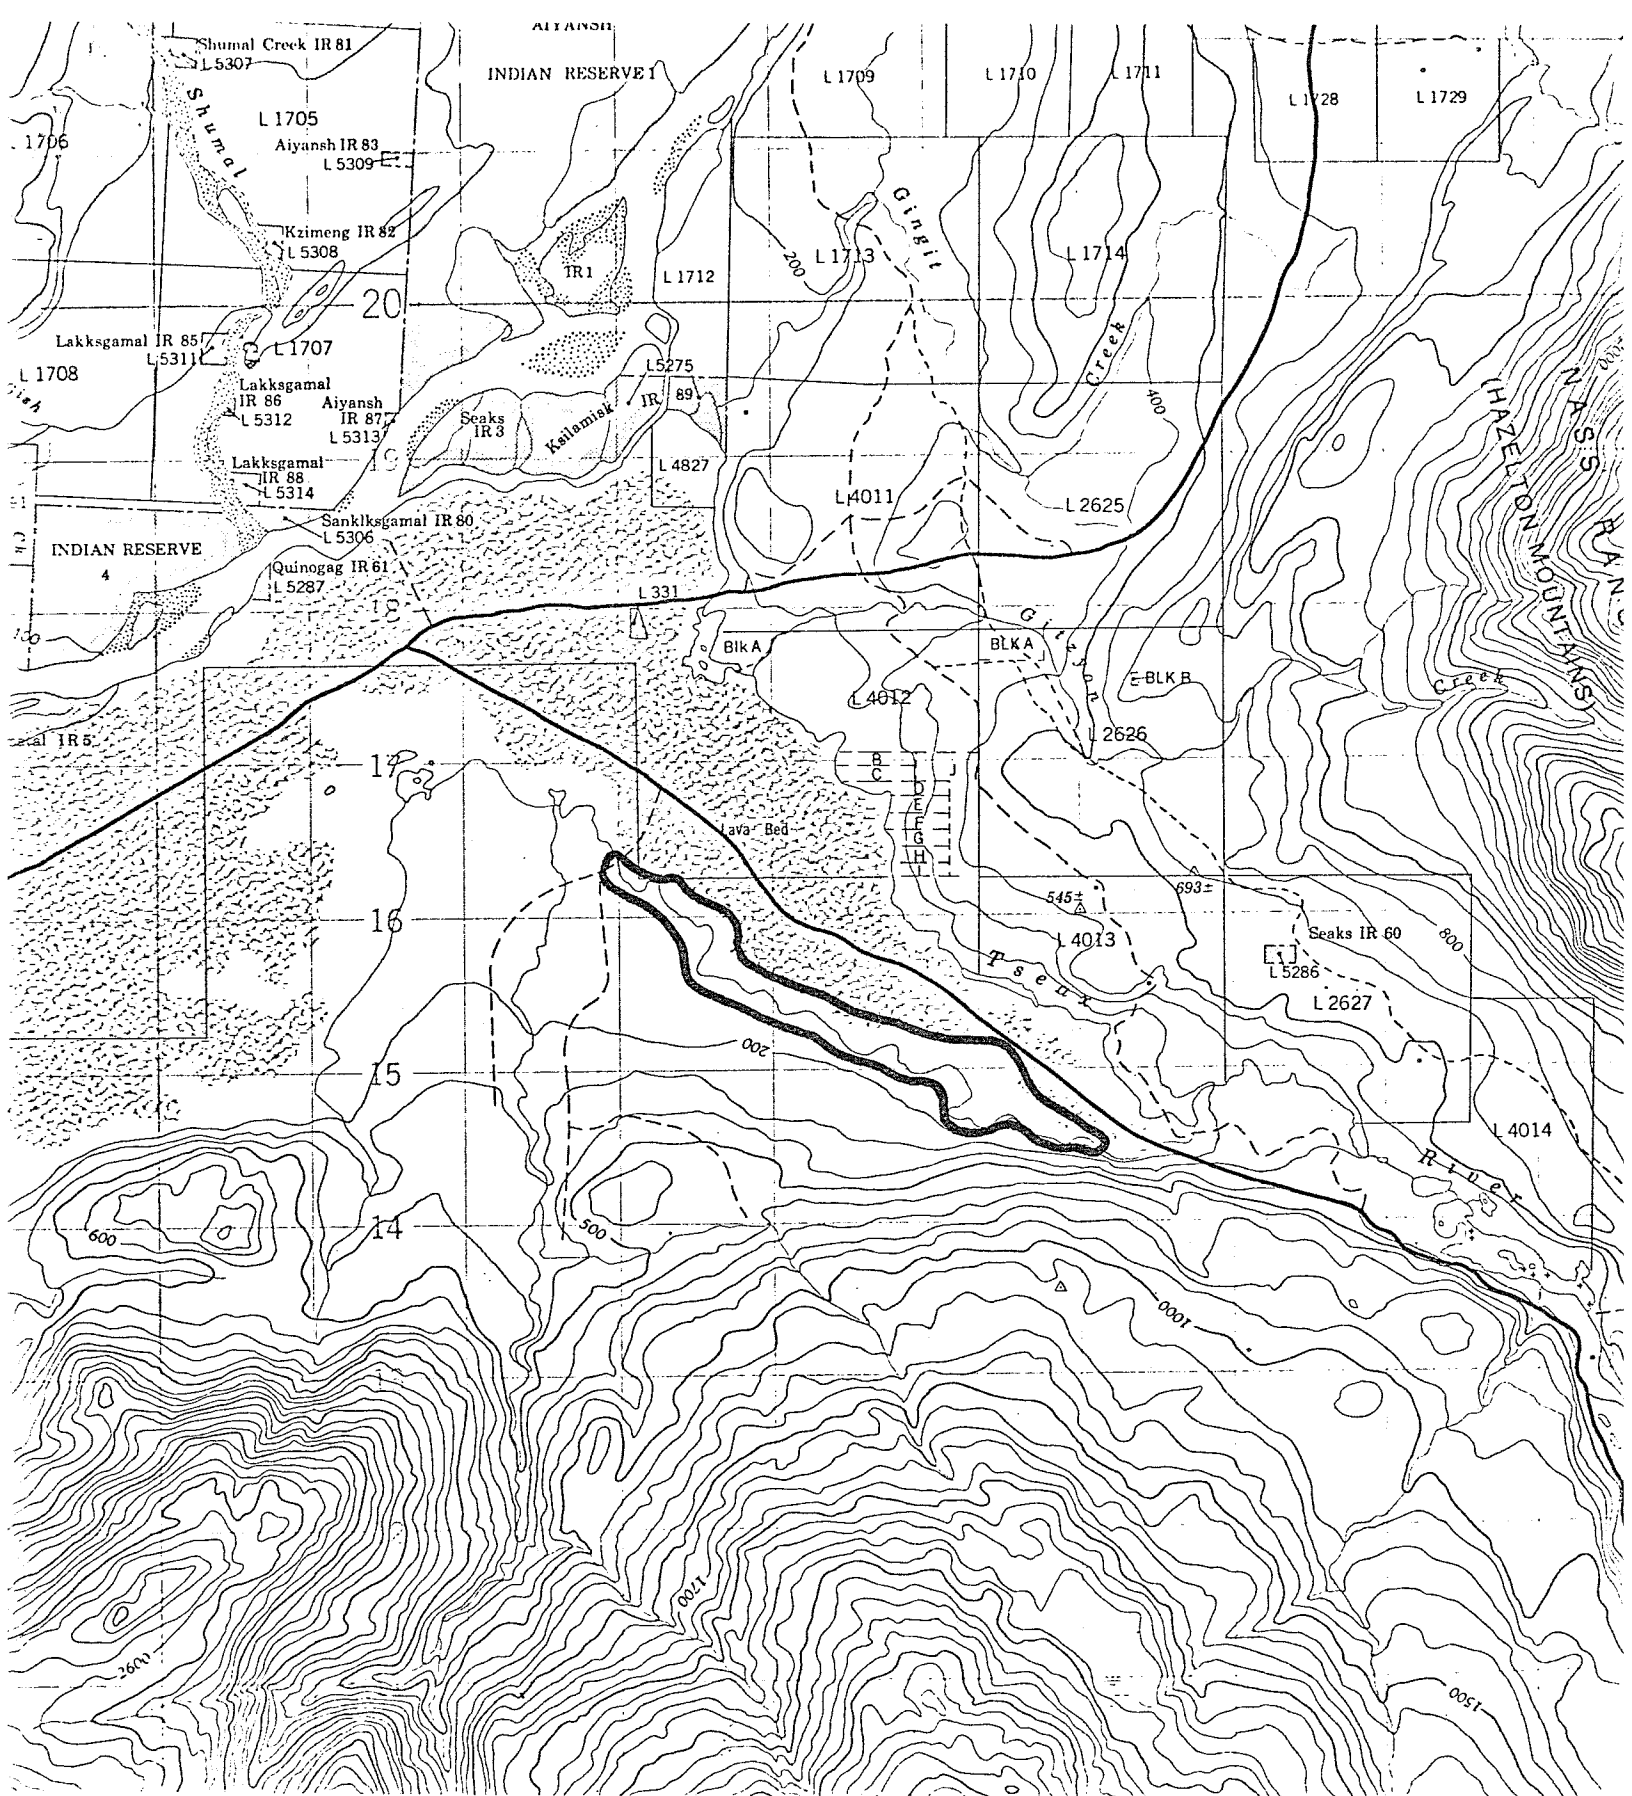 AIYANSH
Shumal Creek IR 81
L 5307
INDIAN RESERVE 1
L 1709
L 1710
L 1711
L 1728
L 1729
Shumal
L 1705
1706
Aiyansh IR 83
L 5309
Gingit
Kzimeng IR 82
L 5308
IR 1
L 1712
200
L 1713
L 1714
20
Creek
Lakksgamal IR 85
L 5311
L 1707
L 1708
L 5275
IR 89
Lakksgamal
IR 86
L 5312
Aiyansh
IR 87
L 5313
Seaks
IR 3
Ksilamisk
400
NASS
(HAZELTON MOUNTAINS)
19
Lakksgamal
IR 88
L 5314
L 4827
L 4011
L 2625
Sanklksgamal IR 80
L 5306
INDIAN RESERVE
4
Quinogag IR 61
L 5287
18
L 331
100
Gitzyon
Blk A
BLK A
BLK B
Creek
L 4012
L 2626
IR 5
17
B
C
D
E
F
G
H
I
Lava Bed
545±
693±
16
L 4013
Seaks IR 60
L 5286
800
Tseax
L 2627
200
15
L 4014
River
600
14
500
1000
13
1700
2600
1500